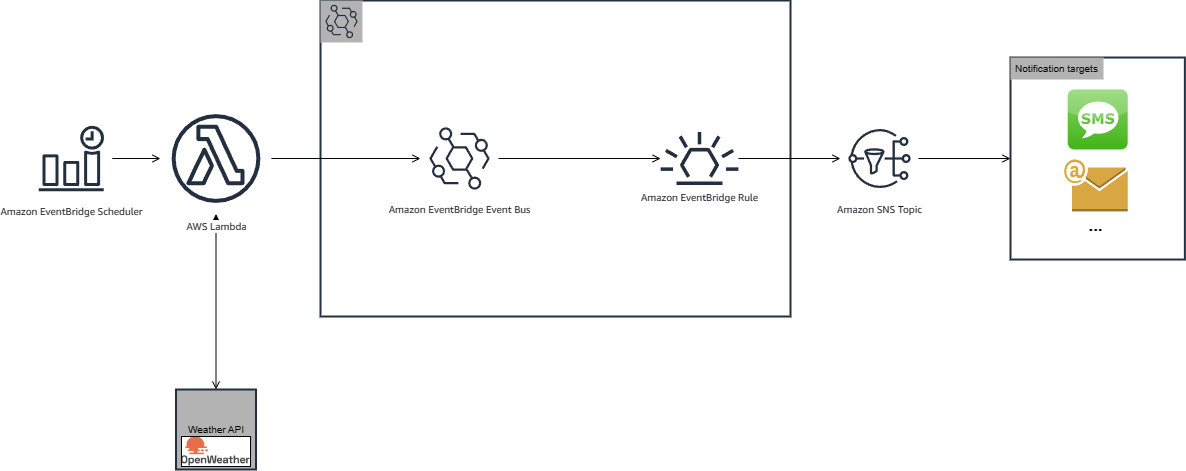 Notification targets
SMS
@
Amazon EventBridge Scheduler
AWS Lambda
Amazon EventBridge Event Bus
Amazon EventBridge Rule
Amazon SNS Topic
...
Weather API
OpenWeather